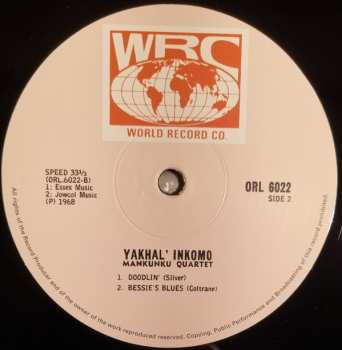 WRC
WORLD RECORD CO.
SPEED 33⅓
(ORL.6022-B)
1: Essex Music
2: Jowcol Music
(P) 1968
ORL 6022
SIDE 2
YAKHAL' INKOMO
MANKUNKU QUARTET
1. DOODLIN' (Silver)
2. BESSIE'S BLUES (Coltrane)
All rights of the Record Producer and of the owner of the recorded work reserved. Copying, Public Performance and Broadcasting of this record prohibited.